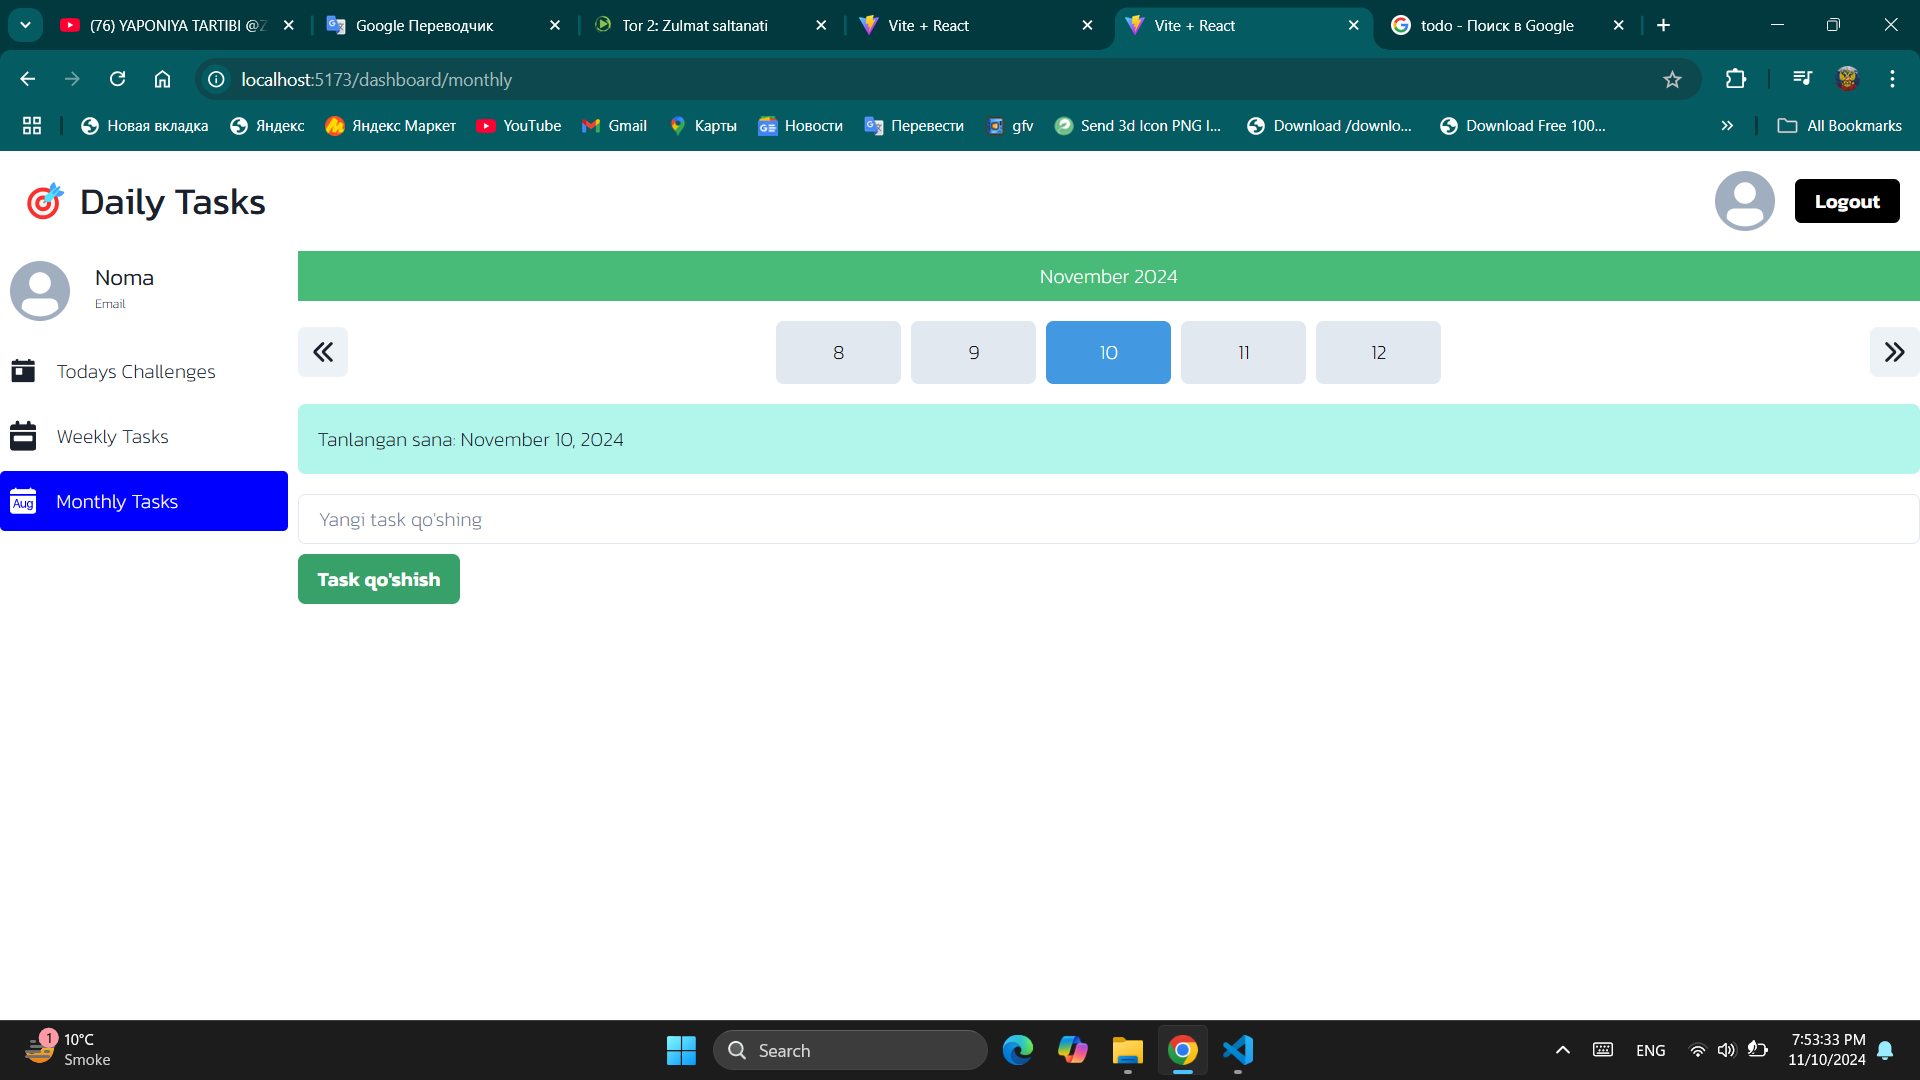 (76) YAPONIYA TARTIBI @Z
Google Переводчик
Tor 2: Zulmat saltanati
Vite + React
Vite + React
todo - Поиск в Google
localhost:5173/dashboard/monthly
Новая вкладка
Яндекс
Яндекс Маркет
YouTube
Gmail
Карты
Новости
Перевести
gfv
Send 3d Icon PNG I...
Download /downlo...
Download Free 100...
All Bookmarks
Daily Tasks
Logout
Noma
Email
November 2024
8
9
10
11
12
Todays Challenges
Weekly Tasks
Aug
Monthly Tasks
Tanlangan sana: November 10, 2024
Yangi task qo'shing
Task qo'shish
1
10°C
Smoke
Search
ENG
7:53:33 PM
11/10/2024